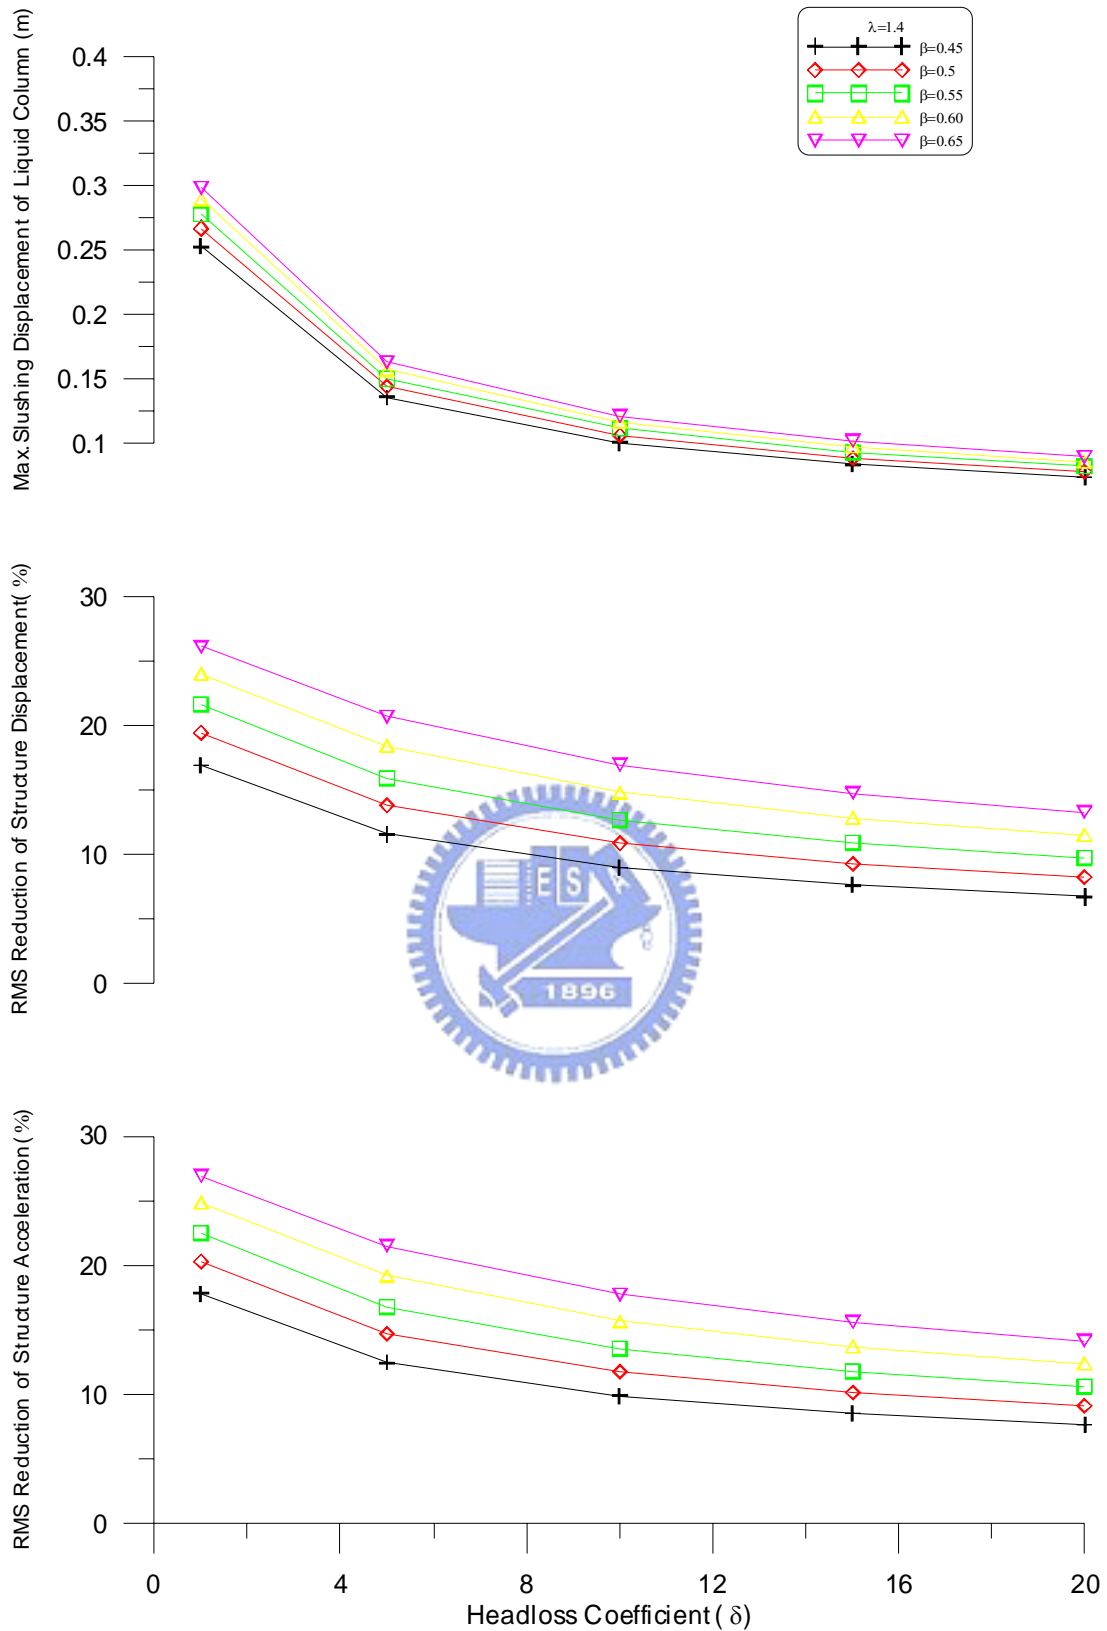 λ=1.4
β=0.45
β=0.5
β=0.55
β=0.60
β=0.65
Max.Slushing Displacement of Liquid Column (m)
0.4
0.35
0.3
0.25
0.2
0.15
0.1
RMS Reduction of Structure Displacement( %)
30
20
10
0
ES
1896
RMS Reduction of Structure Acceleration( %)
30
20
10
0
0 4 8 12 16 20
Headloss Coefficient ( δ)